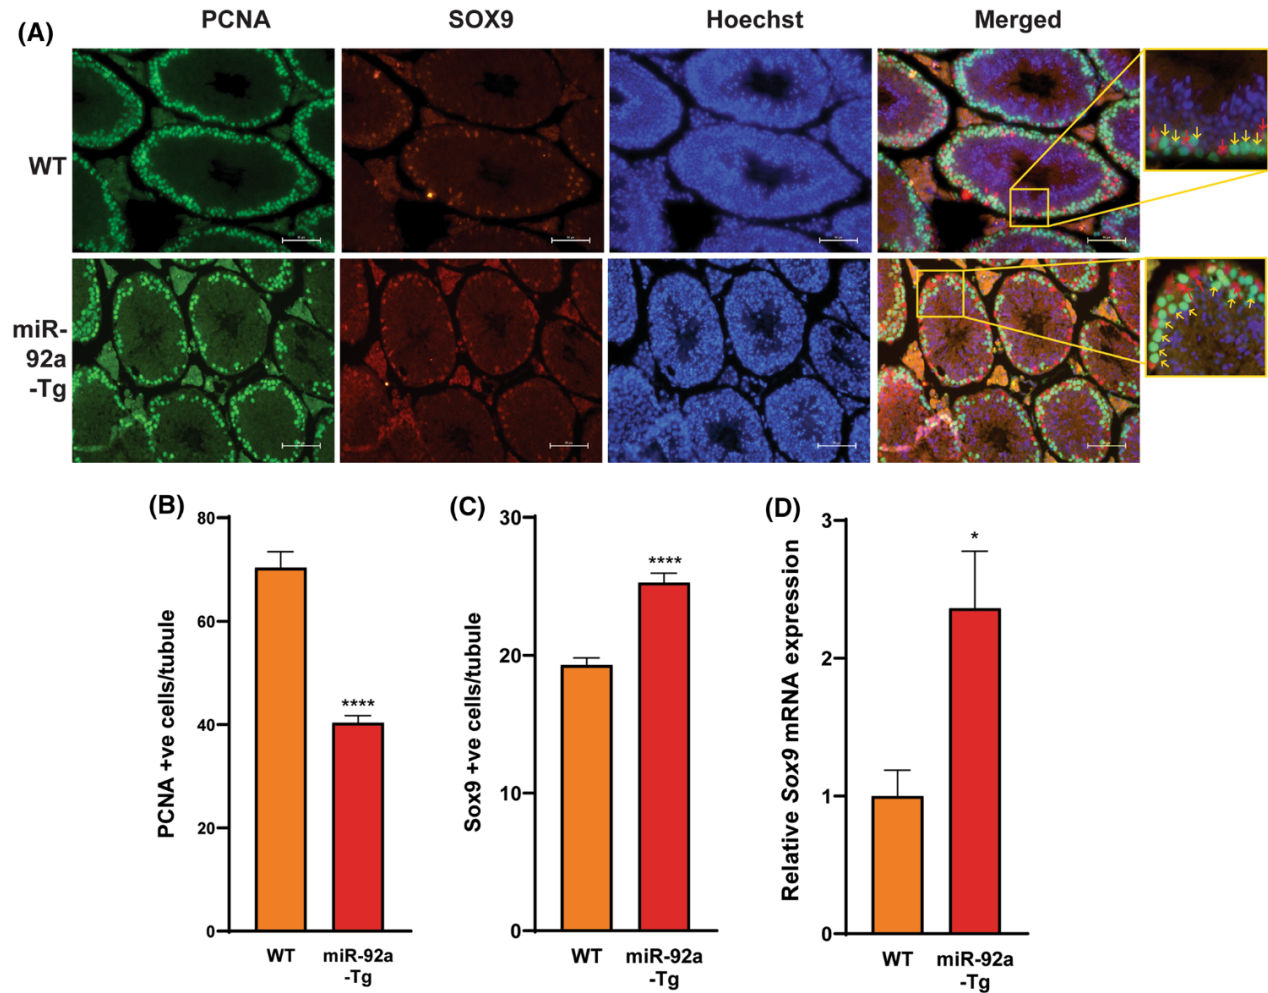 (A)
PCNA
SOX9
Hoechst
Merged
WT
miR-
92a
-Tg
(B)
PCNA +ve cells/tubule
80
60
40
20
0
****
WT
miR-92a
-Tg
(C)
Sox9 +ve cells/tubule
30
20
10
0
****
WT
miR-92a
-Tg
(D)
Relative Sox9 mRNA expression
3
2
1
0
*
WT
miR-92a
-Tg